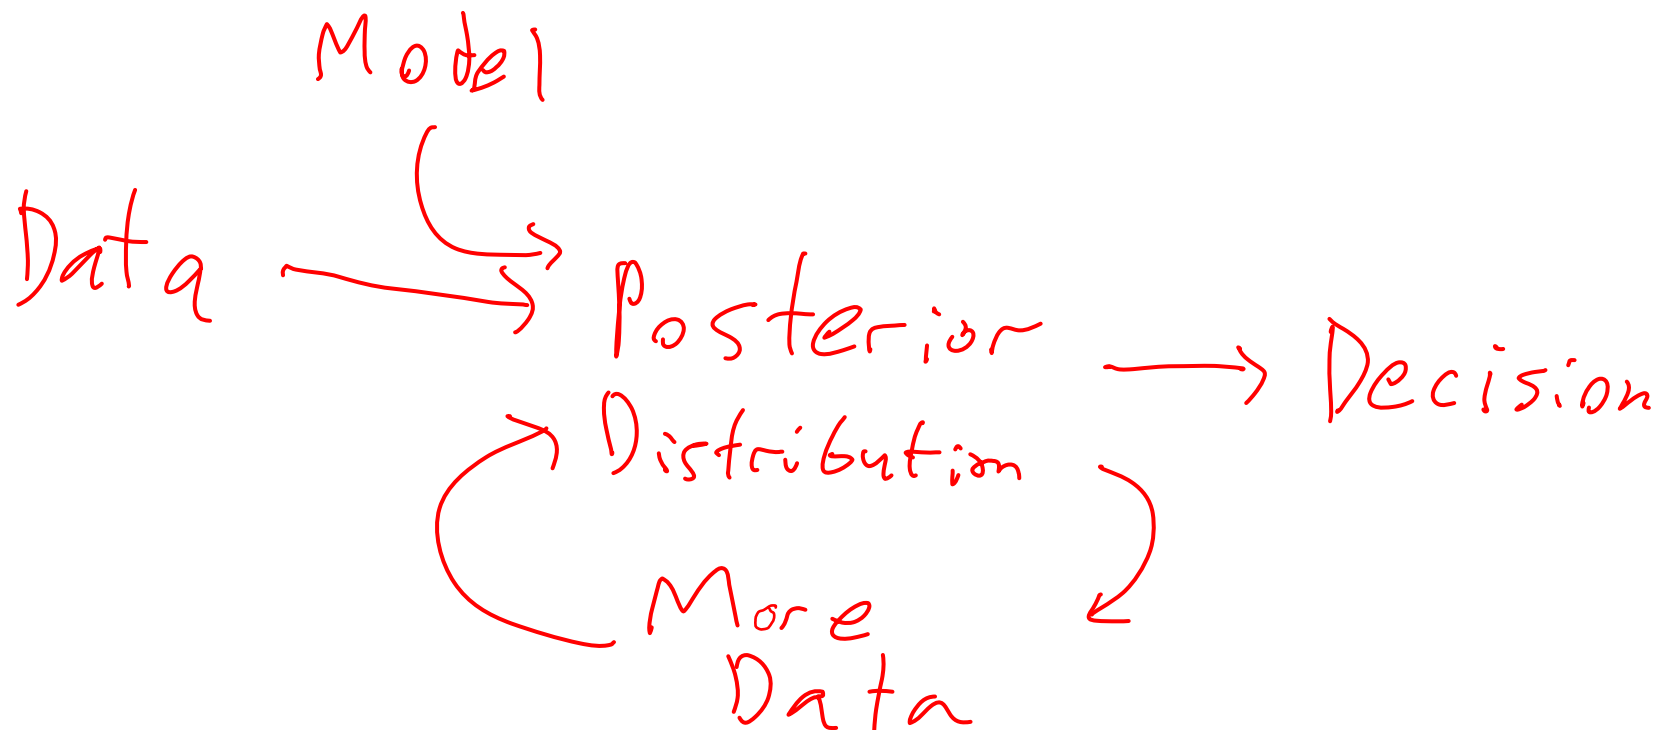 Model
Data
Posterior
Distribution
Decision
More
Data